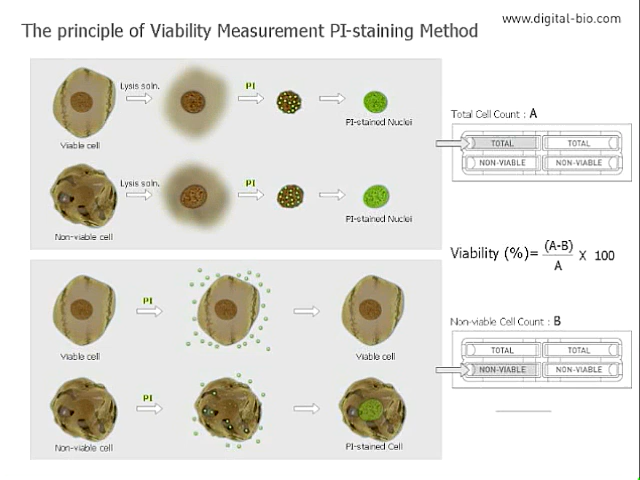 www.digital-bio.com
The principle of Viability Measurement PI-staining Method
Lysis soln.
PI
Viable cell
PI-stained Nuclei
Lysis soln.
PI
Non-viable cell
PI-stained Nuclei
Total Cell Count : A
TOTAL TOTAL
NON-VIABLE NON-VIABLE
Viability (%)= (A-B) X 100
A
PI
Viable cell
Viable cell
PI
Non-viable cell
PI-stained Cell
Non-viable Cell Count : B
TOTAL TOTAL
NON-VIABLE NON-VIABLE